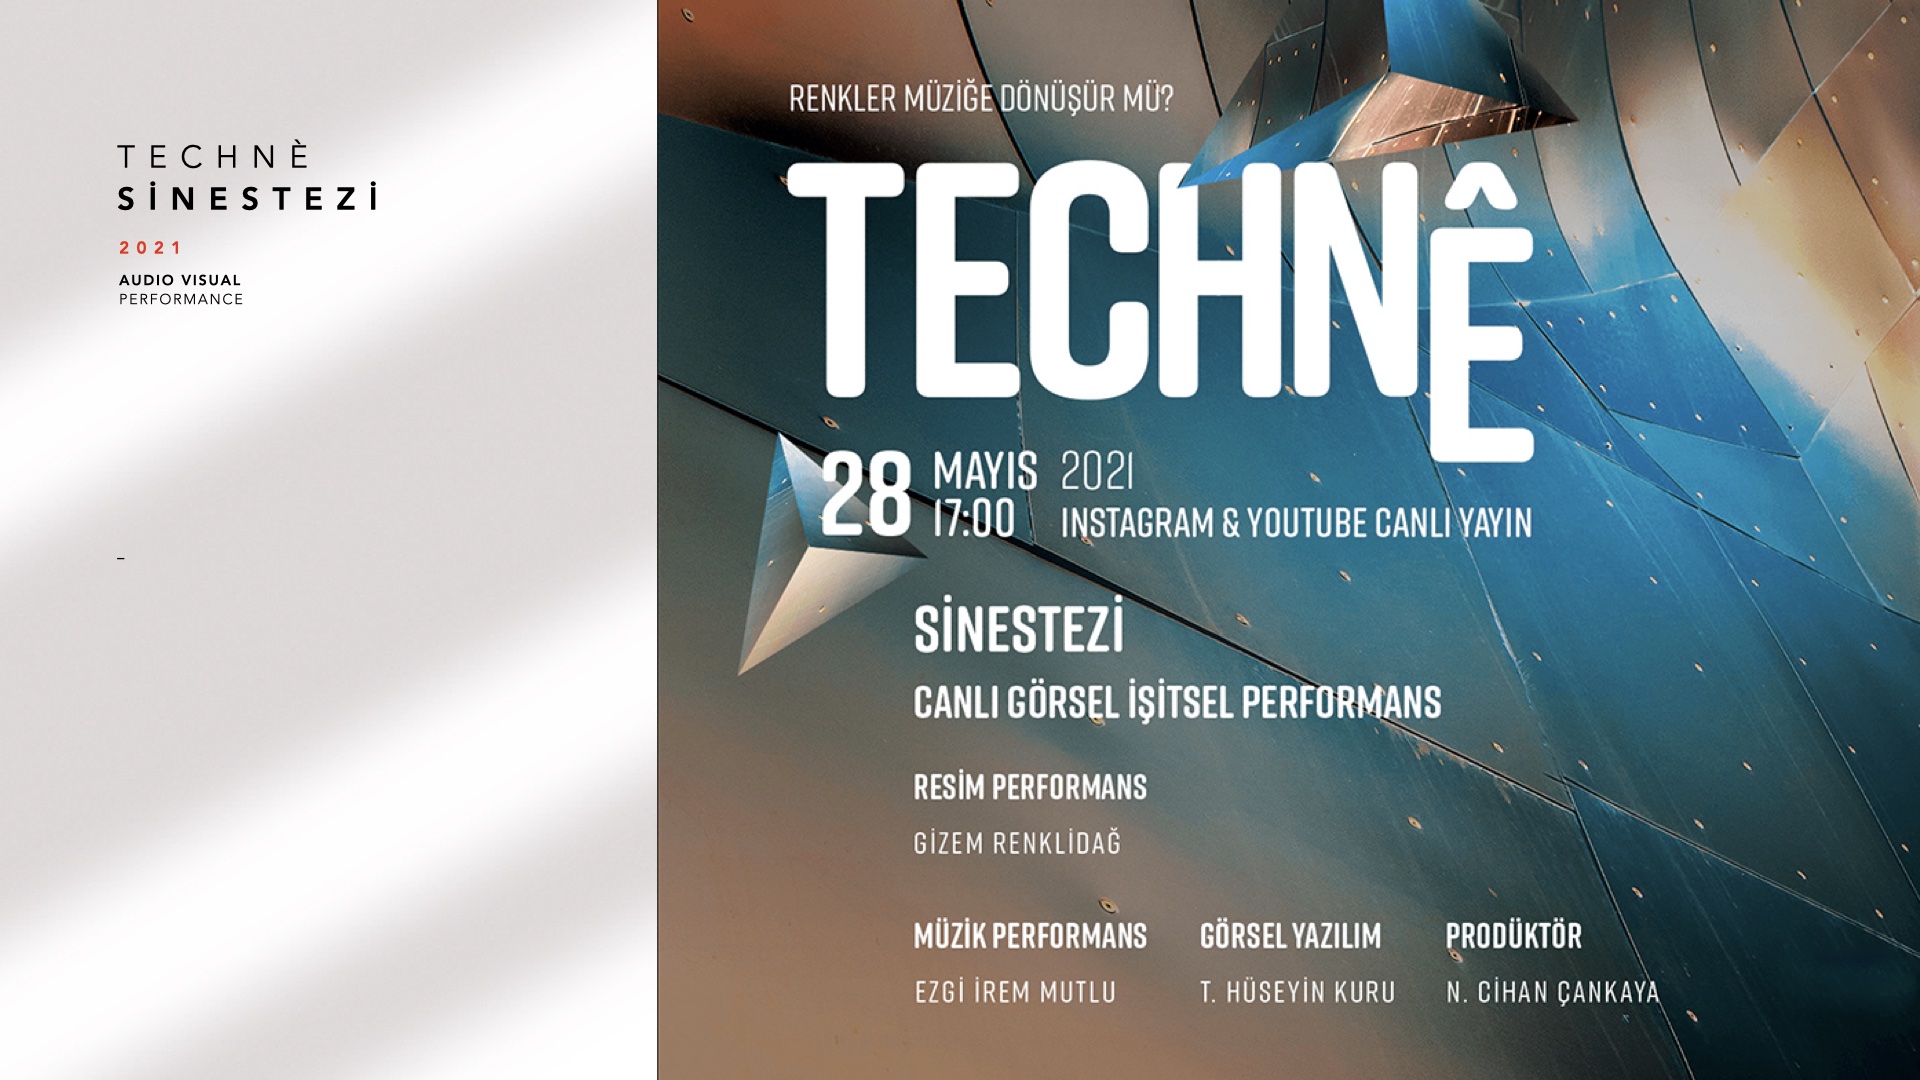 TECHNÈ
SİNESTEZİ
2021
AUDIO VISUAL
PERFORMANCE
–
RENKLER MÜZİĞE DÖNÜŞÜR MÜ?
TECHNÊ
28 MAYIS 2021
17:00 INSTAGRAM & YOUTUBE CANLI YAYIN
SİNESTEZİ
CANLI GÖRSEL İŞİTSEL PERFORMANS
RESİM PERFORMANS
GİZEM RENKLİDAĞ
MÜZİK PERFORMANS GÖRSEL YAZILIM PRODÜKTÖR
EZGİ İREM MUTLU T. HÜSEYİN KURU N. CİHAN ÇANKAYA